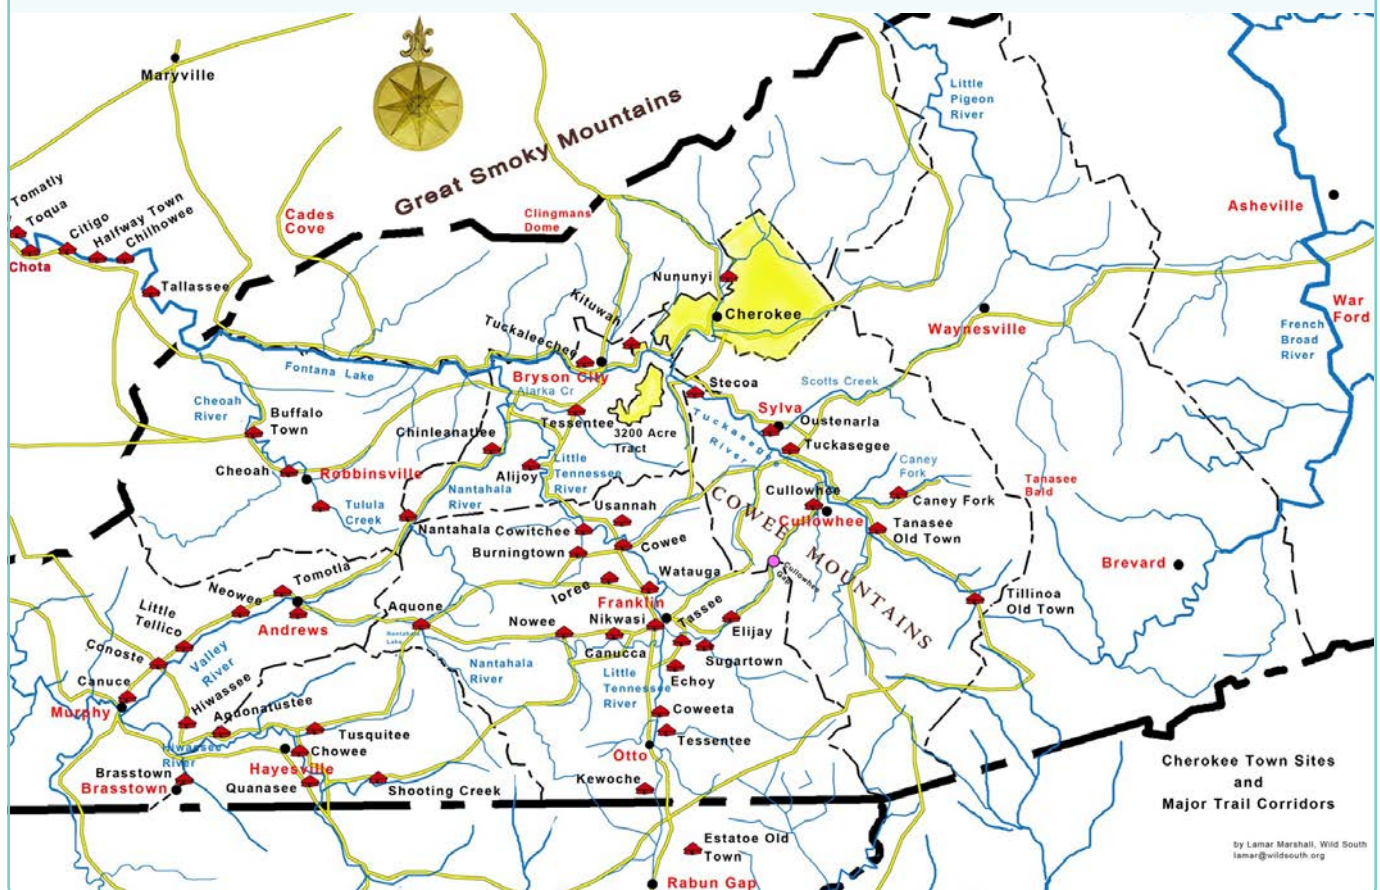 Maryville
Great Smoky Mountains
Little
Pigeon
River
Tomatly
Toqua
Citigo
Halfway Town
Chilhowee
Chota
Tallassee
Cades
Cove
Clingmans
Dome
Asheville
War
Ford
French
Broad
River
Nununyi
Kituwah
Cherokee
Waynesville
Tuckaleechee
Bryson City
Alarka Cr
Fontana Lake
Cheoah
River
Buffalo
Town
Chinleanatlee
Tessentee
3200 Acre
Tract
Stecoa
Scotts Creek
Sylva
Oustenarla
Tuckasegee
Tuckasegee
River
Cheoah
Robbinsville
Alijoy
Little
Tennessee
River
Nantahala
River
Tulula
Creek
Caney
Fork
Caney Fork
Tanasee
Bald
Usannah
Cullowhee
Cullowhee
Tanasee
Old Town
Nantahala
Cowitchee
Burningtown
Cowee
COWEE MOUNTAINS
Cullowhee
Gap
Brevard
Tomotla
Neowee
Ioree
Watauga
Tillinoa
Old Town
Little
Tellico
Andrews
Aquone
Nantahala
Lake
Franklin
Nowee
Nikwasi
Tassee
Elijay
Conoste
Valley
River
Canucca
Sugartown
Nantahala
River
Little
Tennessee
River
Echoy
Canuce
Hiwassee
Aquonatustee
Murphy
Coweeta
Tusquitee
Tessentee
Hiwassee
River
Chowee
Otto
Hayesville
Brasstown
Brasstown
Quanasee
Shooting Creek
Kewoche
Cherokee Town Sites
and
Major Trail Corridors
Estatoe Old
Town
by Lamar Marshall, Wild South
lamar@wildsouth.org
Rabun Gap